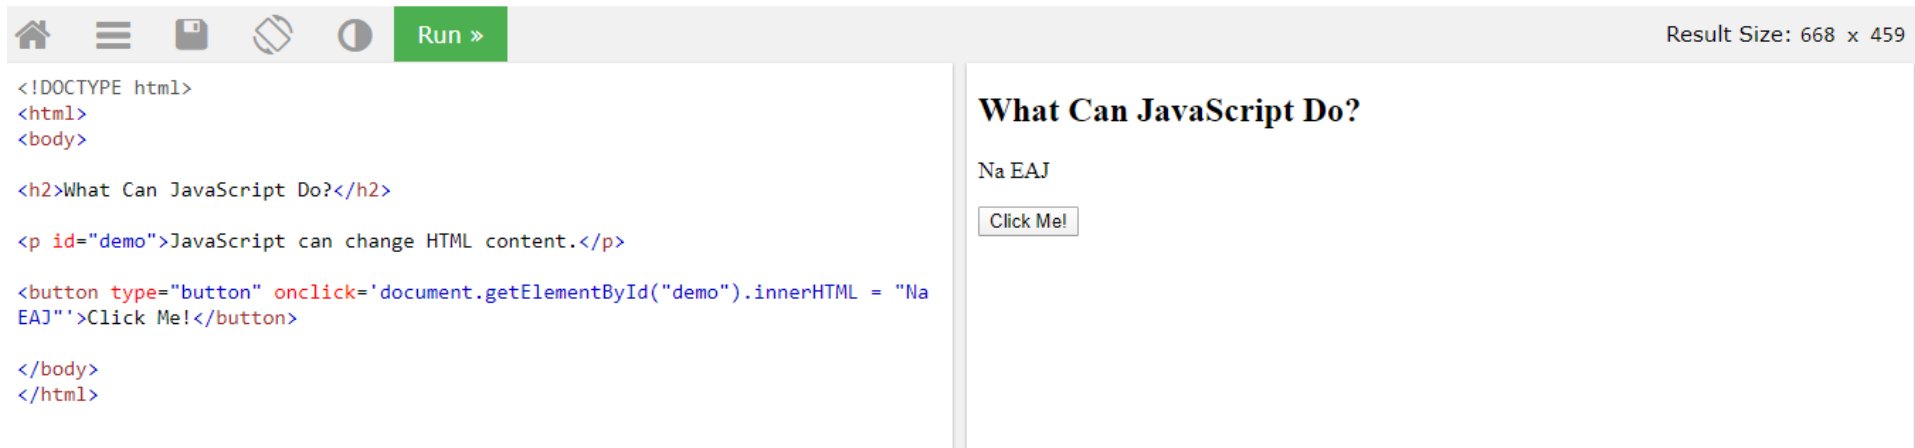 Run »
Result Size: 668 x 459
<!DOCTYPE html>
<html>
<body>
<h2>What Can JavaScript Do?</h2>
<p id="demo">JavaScript can change HTML content.</p>
<button type="button" onclick='document.getElementById("demo").innerHTML = "Na
EAJ"'>Click Me!</button>
</body>
</html>
What Can JavaScript Do?
Na EAJ
Click Me!